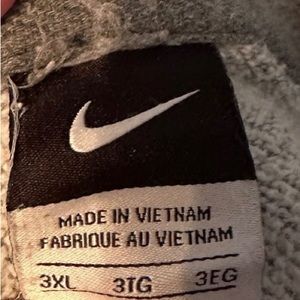 MADE IN VIETNAM
FABRIQUE AU VIETNAM
3XL 3TG 3EG